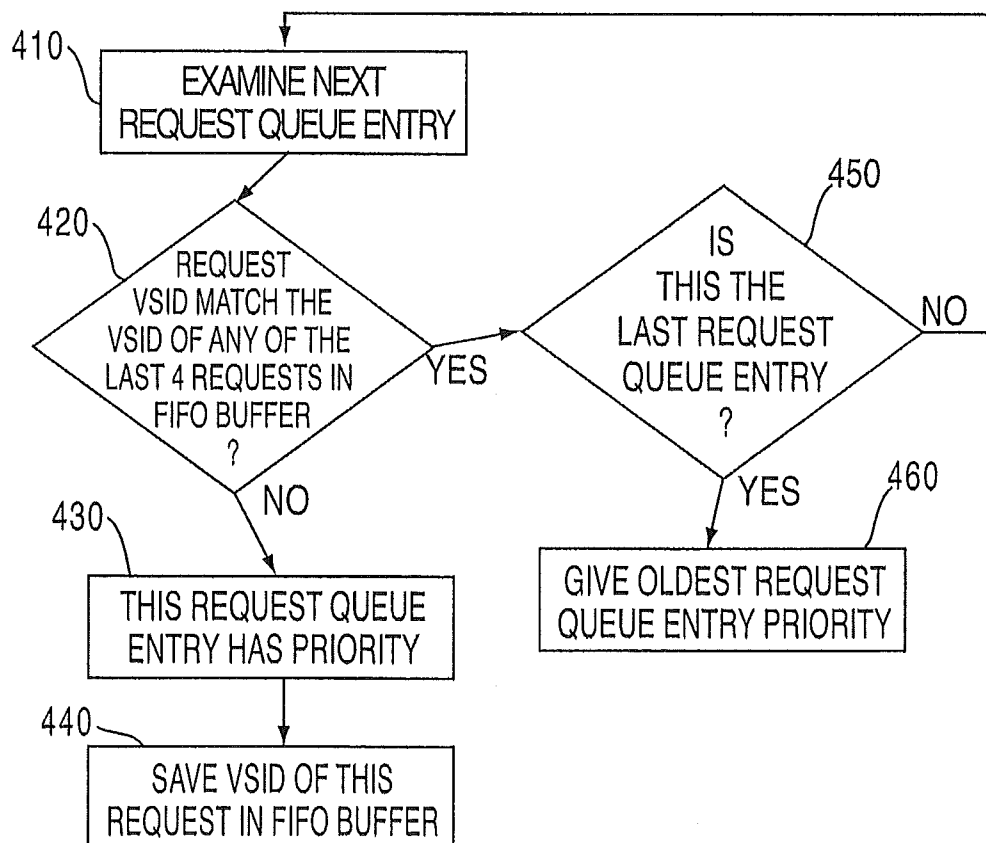 410
EXAMINE NEXT
REQUEST QUEUE ENTRY
420
REQUEST
VSID MATCH THE
VSID OF ANY OF THE
LAST 4 REQUESTS IN
FIFO BUFFER
?
YES
NO
450
IS
THIS THE
LAST REQUEST
QUEUE ENTRY
?
NO
YES
430
THIS REQUEST QUEUE
ENTRY HAS PRIORITY
460
GIVE OLDEST REQUEST
QUEUE ENTRY PRIORITY
440
SAVE VSID OF THIS
REQUEST IN FIFO BUFFER